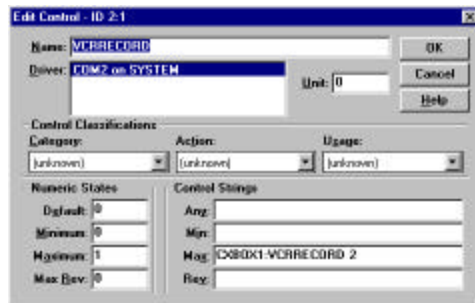 Edit Control - ID 2:1
Name: VCRRECORD
OK
Driver: COM2 on SYSTEM
Unit: 0
Cancel
Help
Control Classifications
Category: Action: Usage:
(unknown) (unknown) (unknown)
Numeric States
Default: 0
Minimum: 0
Maximum: 1
Max Rev: 0
Control Strings
Any:
Min:
Max: CXBOX1:VCRRECORD 2
Rev: